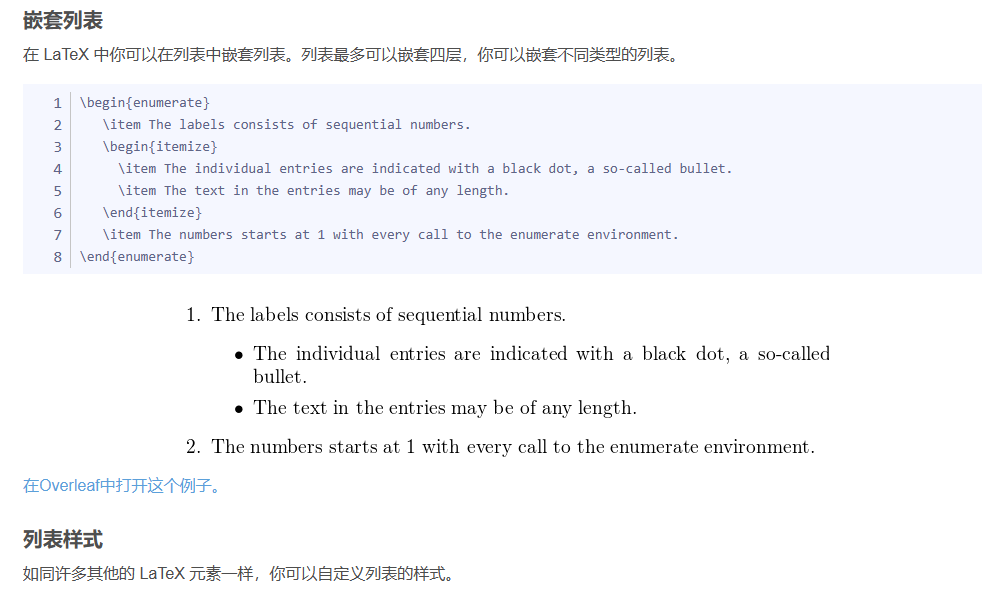 嵌套列表
在 LaTeX 中你可以在列表中嵌套列表。列表最多可以嵌套四层，你可以嵌套不同类型的列表。
1 \begin{enumerate}
2 \item The labels consists of sequential numbers.
3 \begin{itemize}
4 \item The individual entries are indicated with a black dot, a so-called bullet.
5 \item The text in the entries may be of any length.
6 \end{itemize}
7 \item The numbers starts at 1 with every call to the enumerate environment.
8 \end{enumerate}
1. The labels consists of sequential numbers.
• The individual entries are indicated with a black dot, a so-called
bullet.
• The text in the entries may be of any length.
2. The numbers starts at 1 with every call to the enumerate environment.
在Overleaf中打开这个例子。
列表样式
如同许多其他的 LaTeX 元素一样，你可以自定义列表的样式。